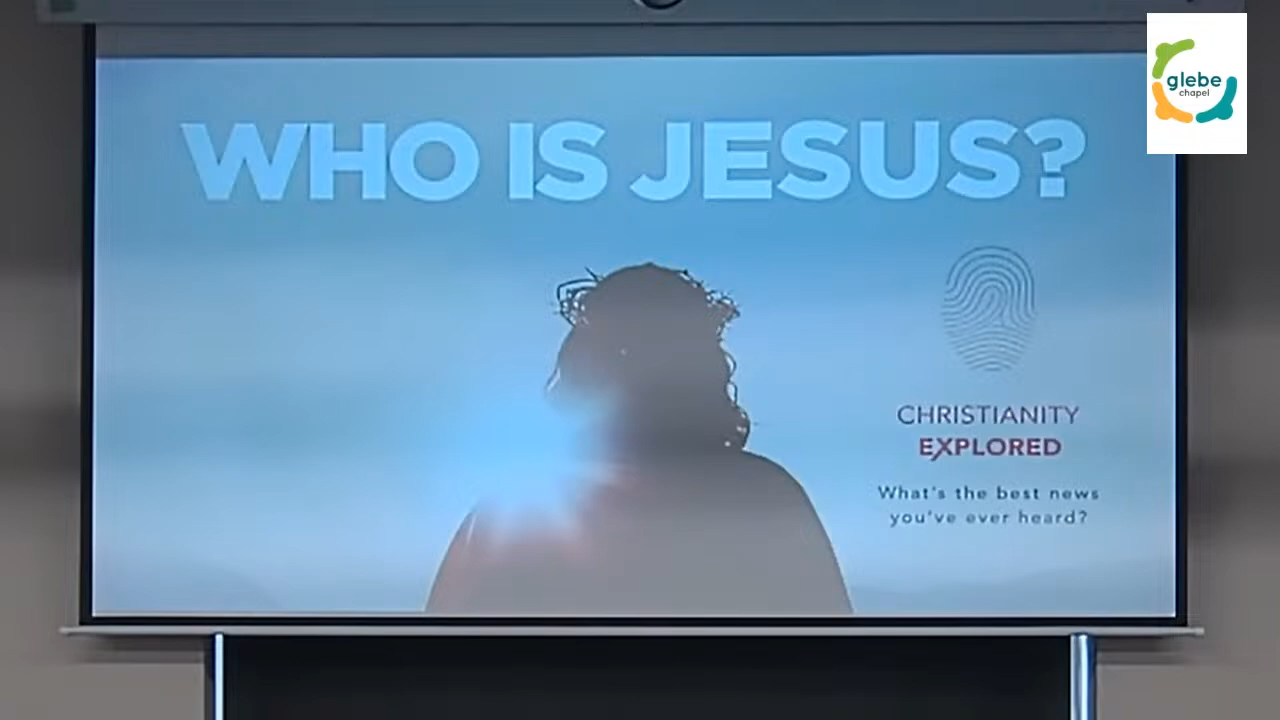 WHO IS JESUS?
glebe
chapel
CHRISTIANITY
EXPLORED
What's the best news
you've ever heard?